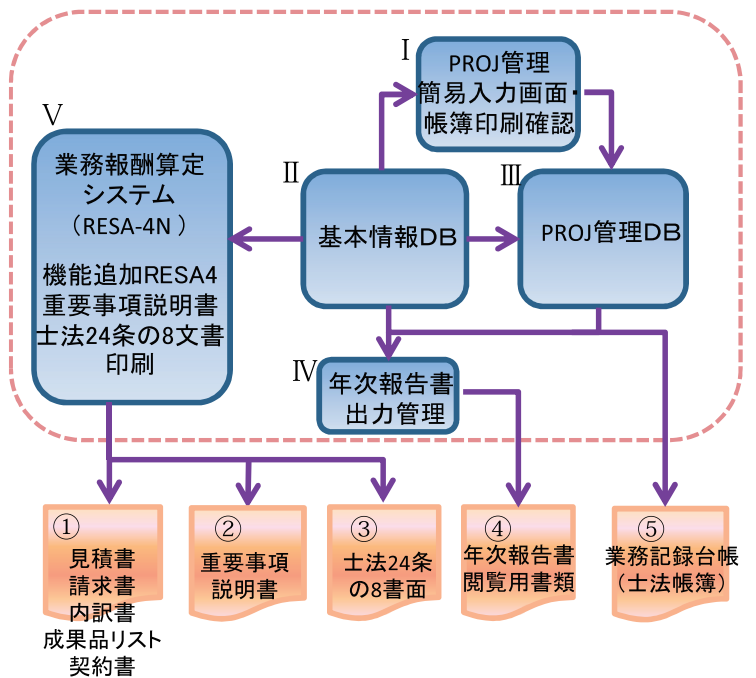 Ⅰ
PROJ管理
簡易入力画面・
帳簿印刷確認
Ⅴ
業務報酬算定
システム
（RESA-4N ）
機能追加RESA4
重要事項説明書
士法24条の8文書
印刷
Ⅱ
基本情報ＤＢ
Ⅲ
PROJ管理ＤＢ
Ⅳ
年次報告書
出力管理
①
見積書
請求書
内訳書
成果品リスト
契約書
②
重要事項
説明書
③
士法24条
の8書面
④
年次報告書
閲覧用書類
⑤
業務記録台帳
（士法帳簿）